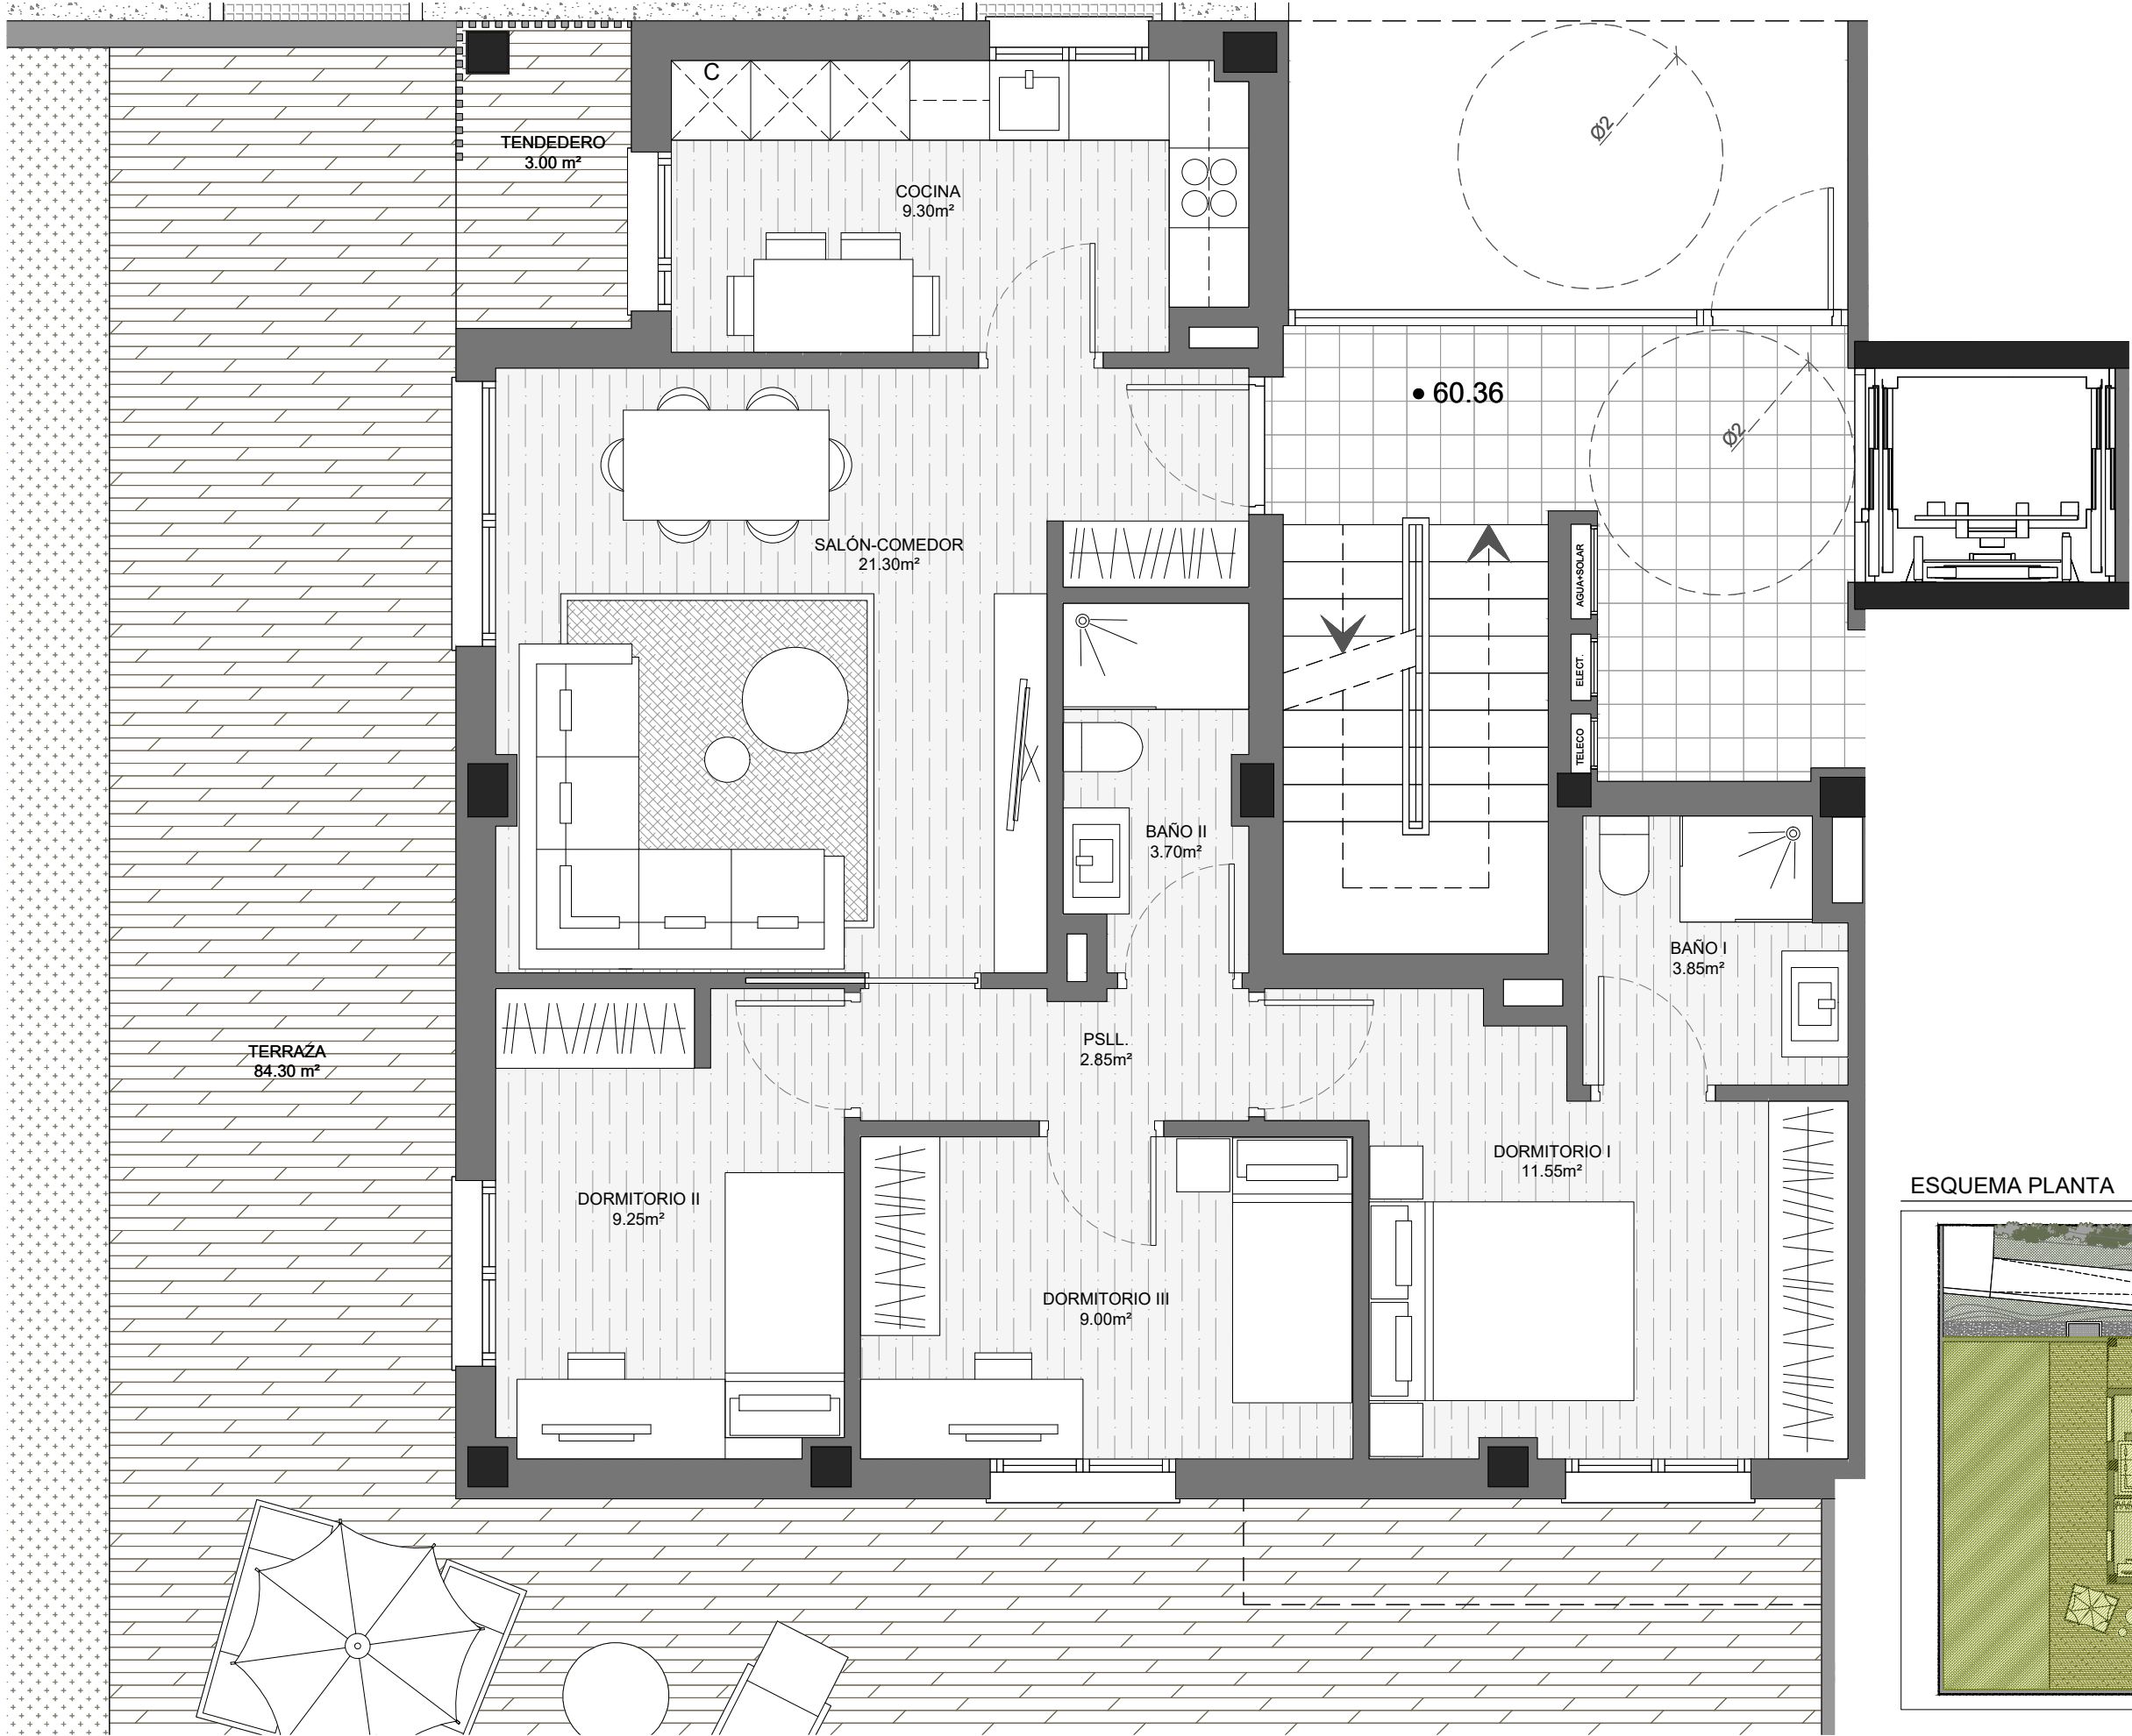 C
TENDEDERO
3.00 m²
COCINA
9.30m²
Ø2
• 60.36
Ø2
SALÓN-COMEDOR
21.30m²
AGUA+SOLAR
ELECT.
TELECO
BAÑO II
3.70m²
BAÑO I
3.85m²
TERRAZA
84.30 m²
PSLL.
2.85m²
DORMITORIO I
11.55m²
DORMITORIO II
9.25m²
DORMITORIO III
9.00m²
ESQUEMA PLANTA